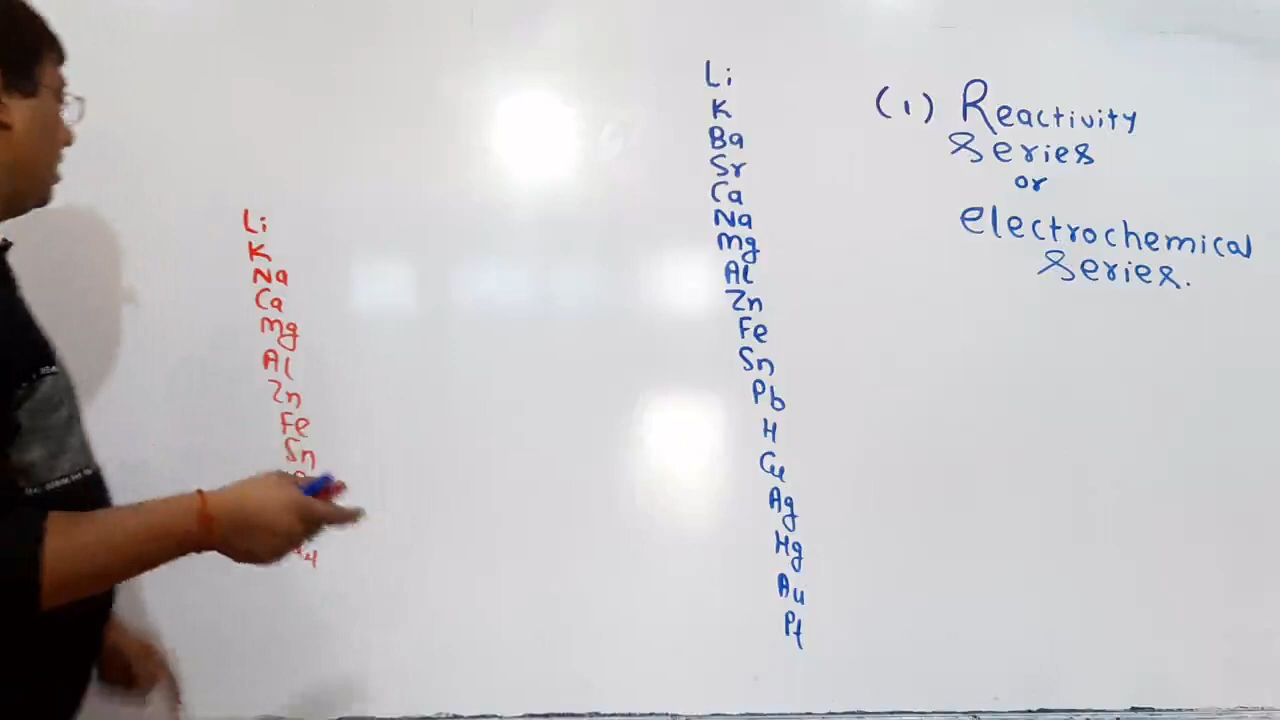 Li
K
Na
Ca
Mg
Al
Zn
Fe
Sn
Li
K
Ba
Sr
Ca
Na
Mg
Al
Zn
Fe
Sn
Pb
H
Cu
Ag
Hg
Au
Pt
(1) Reactivity
series
or
electrochemical
series.